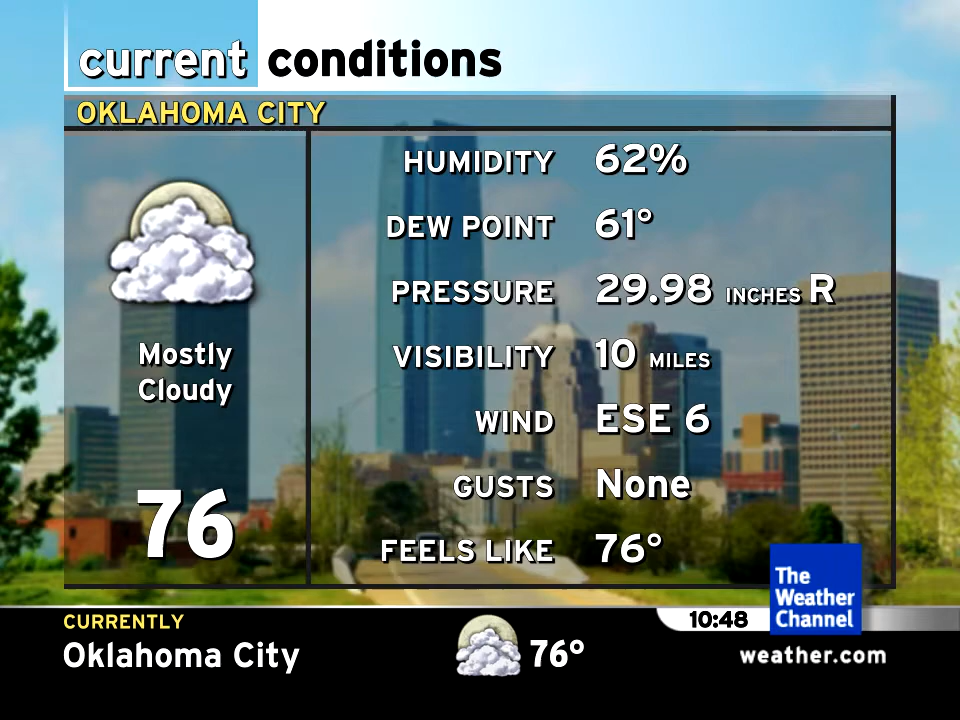 current conditions
OKLAHOMA CITY
Mostly
Cloudy
76
HUMIDITY 62%
DEW POINT 61°
PRESSURE 29.98 INCHES R
VISIBILITY 10 MILES
WIND ESE 6
GUSTS None
FEELS LIKE 76°
The
Weather
Channel
CURRENTLY
Oklahoma City
76°
10:48
weather.com